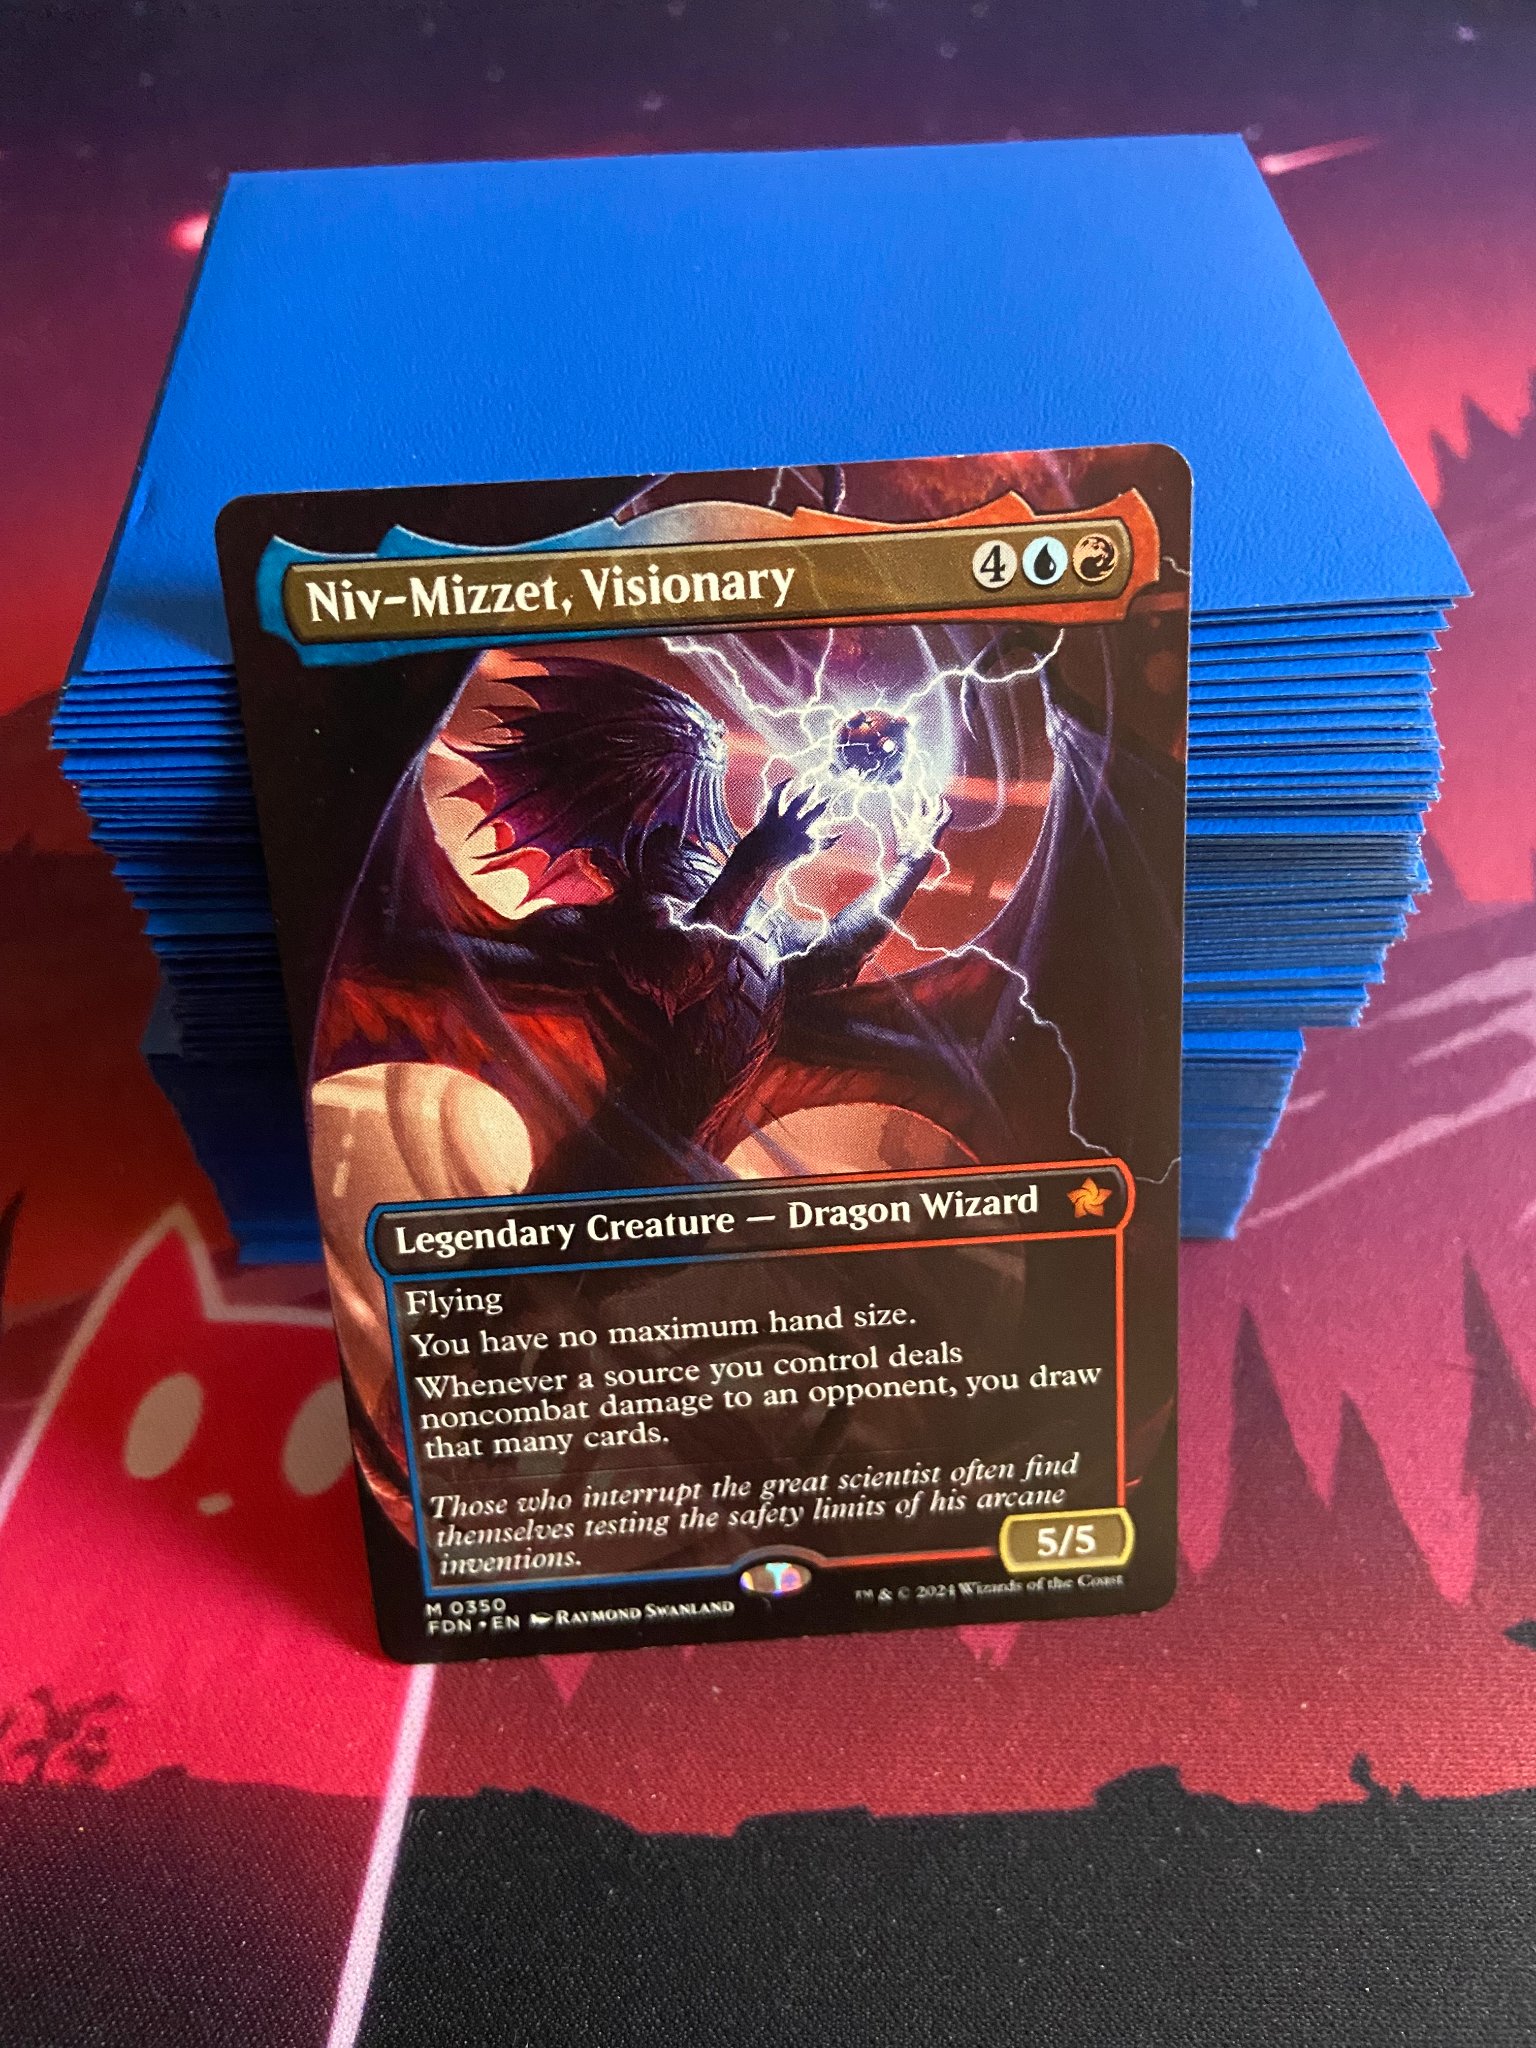 Niv-Mizzet, Visionary 4
Legendary Creature — Dragon Wizard
Flying
You have no maximum hand size.
Whenever a source you control deals
noncombat damage to an opponent, you draw
that many cards.
Those who interrupt the great scientist often find
themselves testing the safety limits of his arcane
inventions.
5/5
M 0350
FDN • EN RAYMOND SWANLAND
™ & © 2024 Wizards of the Coast